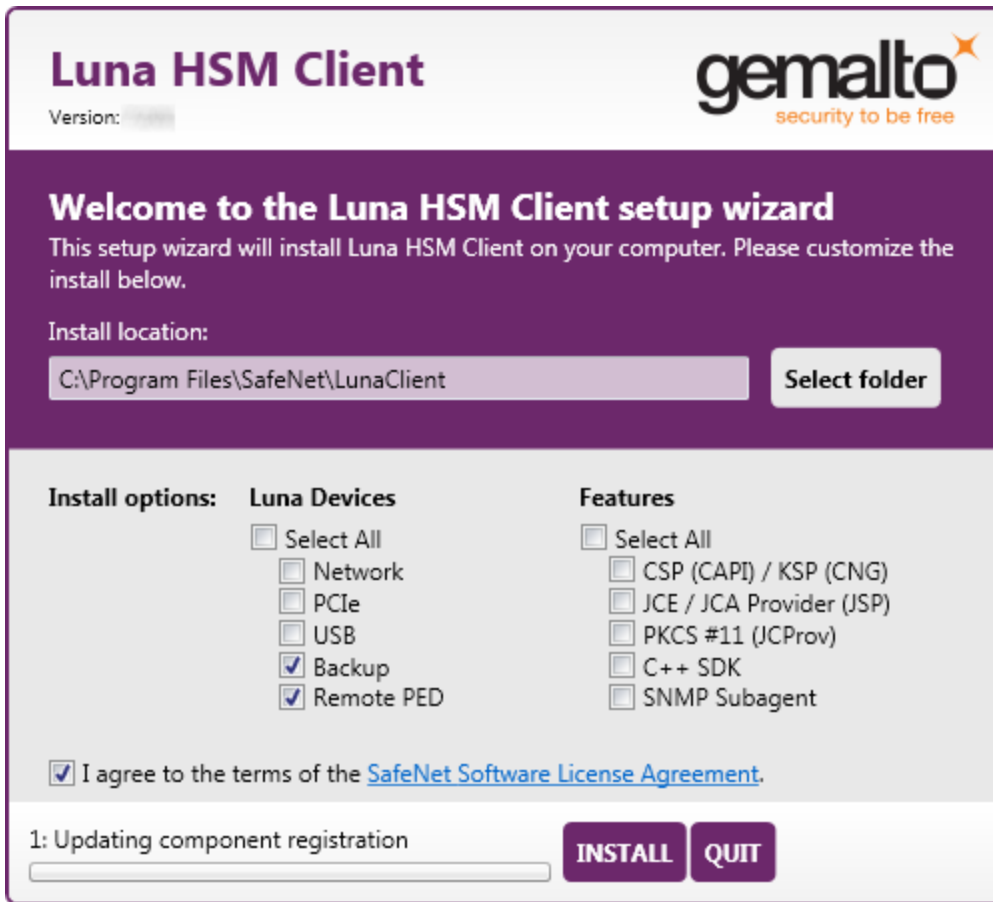 Luna HSM Client
Version:
gemalto
security to be free
Welcome to the Luna HSM Client setup wizard
This setup wizard will install Luna HSM Client on your computer. Please customize the
install below.
Install location:
C:\Program Files\SafeNet\LunaClient
Select folder
Install options:
Luna Devices
Select All
Network
PCIe
USB
Backup
Remote PED
Features
Select All
CSP (CAPI) / KSP (CNG)
JCE / JCA Provider (JSP)
PKCS #11 (JCProv)
C++ SDK
SNMP Subagent
I agree to the terms of the SafeNet Software License Agreement.
1: Updating component registration
INSTALL
QUIT